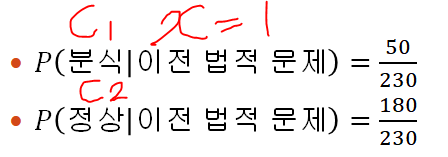 C1 x = 1
• P(분식|이전 법적 문제) = 50/230
C2
• P(정상|이전 법적 문제) = 180/230